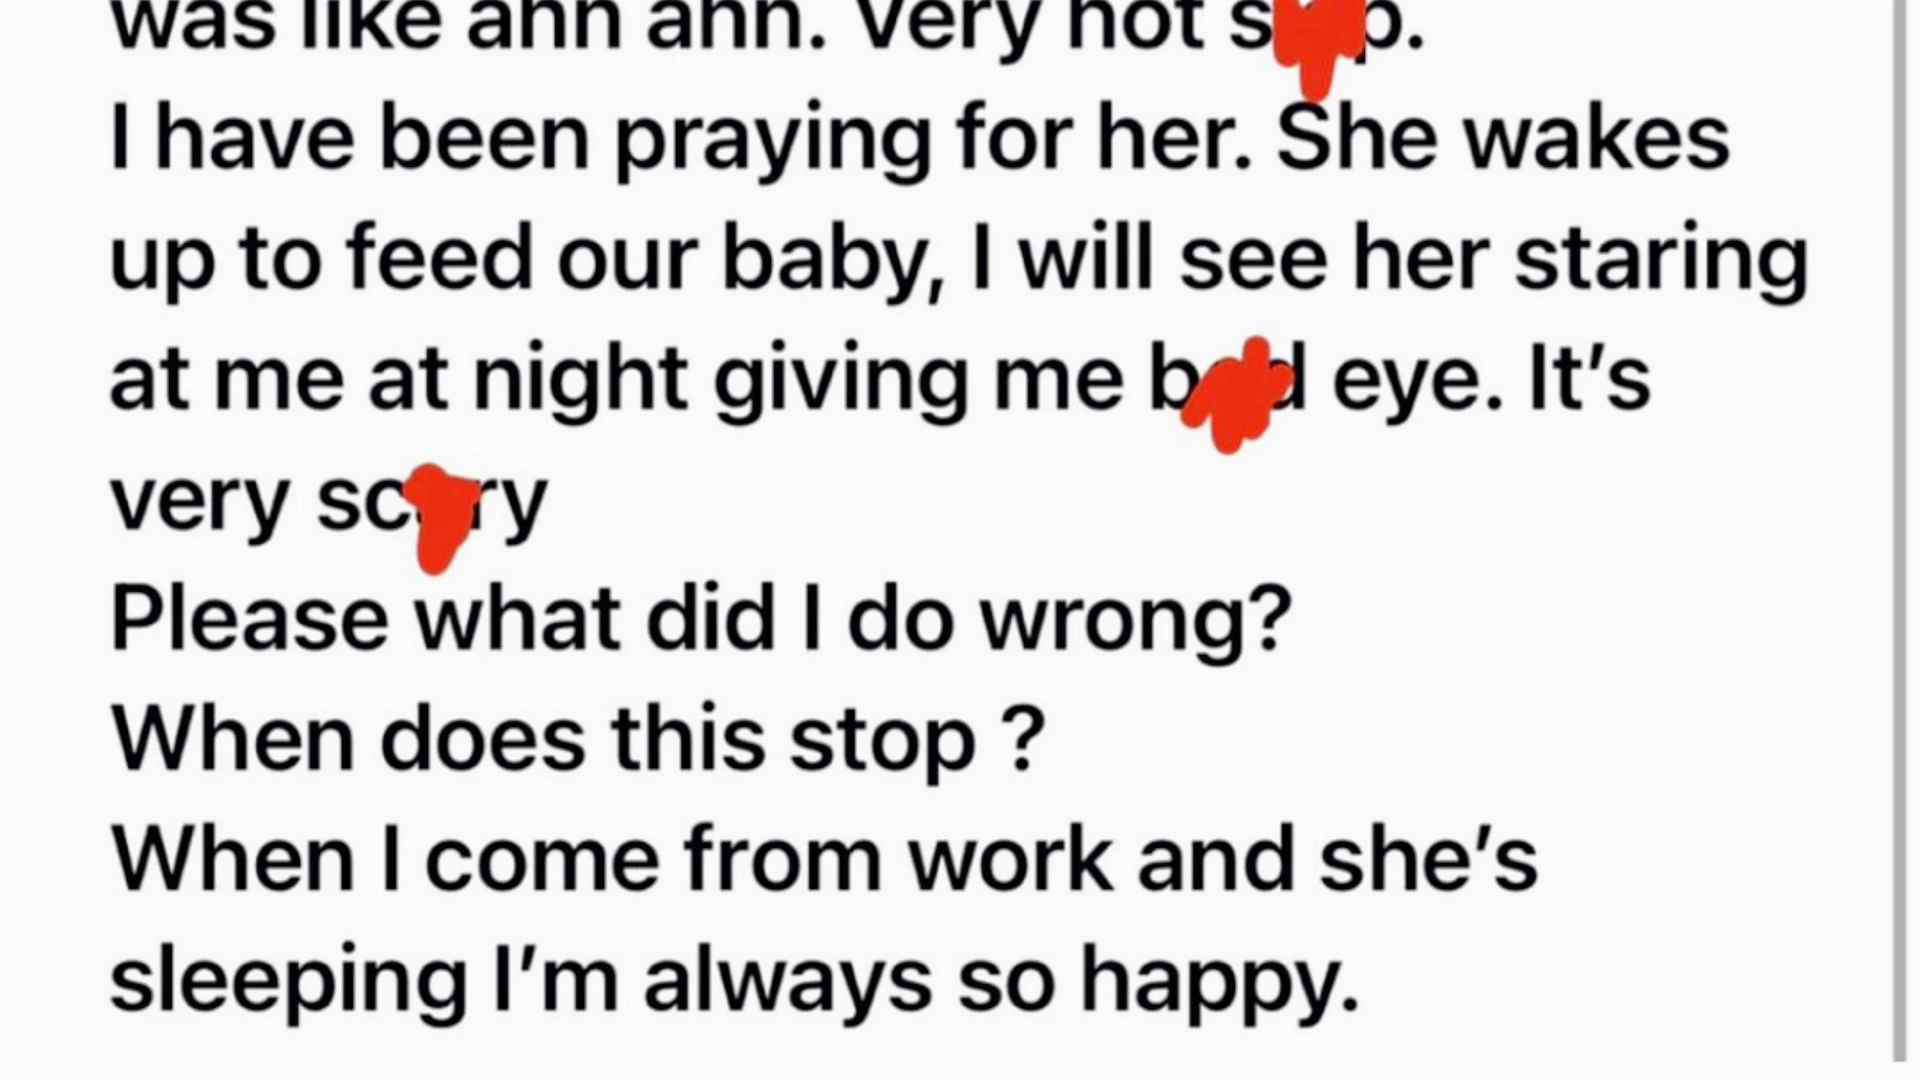 was like ahh ahh. Very hot
I have been praying for her. She wakes
up to feed our baby, I will see her staring
at me at night giving me eye. It’s
very
Please what did I do wrong?
When does this stop ?
When I come from work and she’s
sleeping I’m always so happy.